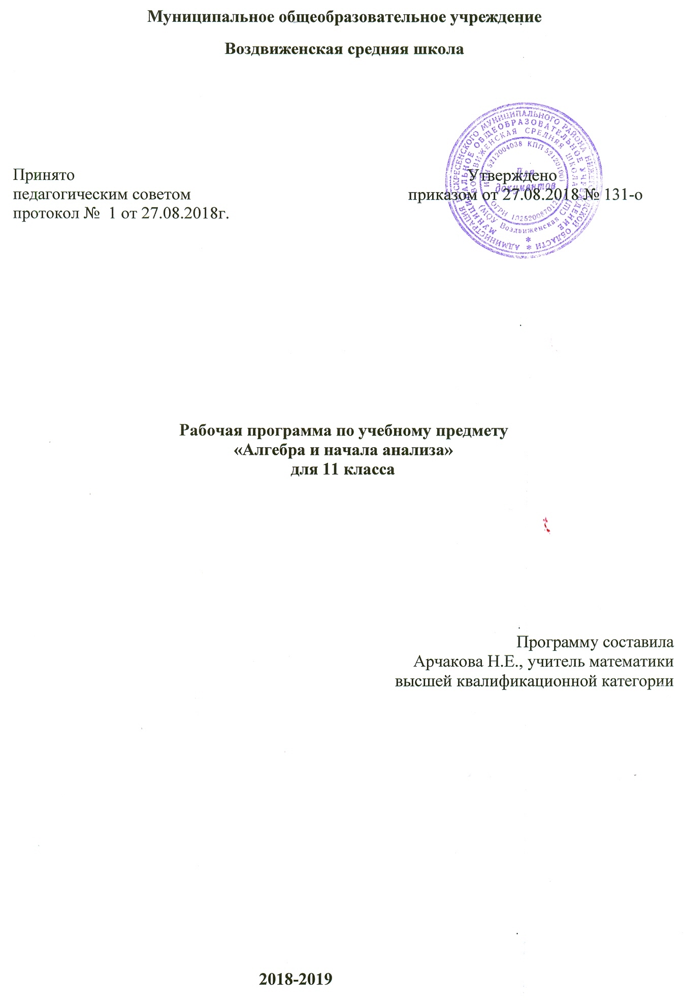 Муниципальное общеобразовательное учреждение
Воздвиженская средняя школа
Принято
педагогическим советом
протокол № 1 от 27.08.2018г.
Утверждено
приказом от 27.08.2018 № 131-о
АДМИНИСТРАЦИЯ ВОСКРЕСЕНСКОГО МУНИЦИПАЛЬНОГО РАЙОНА НИЖЕГОРОДСКОЙ ОБЛАСТИ *
МУНИЦИПАЛЬНОЕ ОБЩЕОБРАЗОВАТЕЛЬНОЕ УЧРЕЖДЕНИЕ *
ВОЗДВИЖЕНСКАЯ СРЕДНЯЯ ШКОЛА
(МОУ Воздвиженская СШ)
ИНН 5212004038 КПП 521201001
ОГРН
Для
документов
Рабочая программа по учебному предмету
«Алгебра и начала анализа»
для 11 класса
Программу составила
Арчакова Н.Е., учитель математики
высшей квалификационной категории
2018-2019